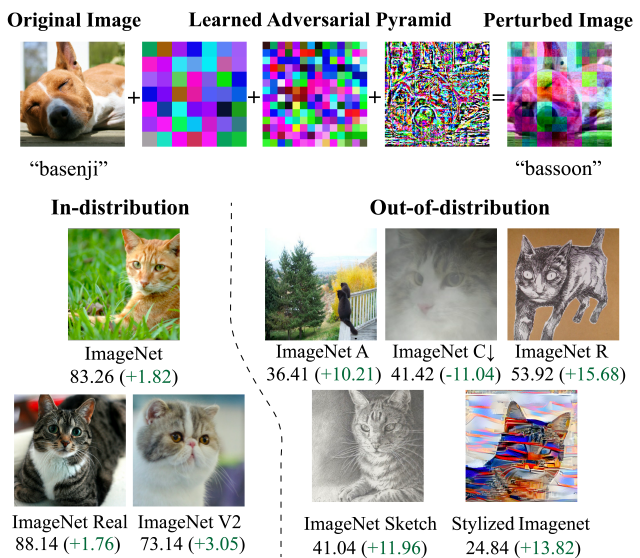 Original Image Learned Adversarial Pyramid Perturbed Image
+ + + =
“basenji” “bassoon”
In-distribution Out-of-distribution
ImageNet
83.26 (+1.82)
ImageNet A ImageNet C↓ ImageNet R
36.41 (+10.21) 41.42 (-11.04) 53.92 (+15.68)
ImageNet Real ImageNet V2
88.14 (+1.76) 73.14 (+3.05)
ImageNet Sketch Stylized Imagenet
41.04 (+11.96) 24.84 (+13.82)